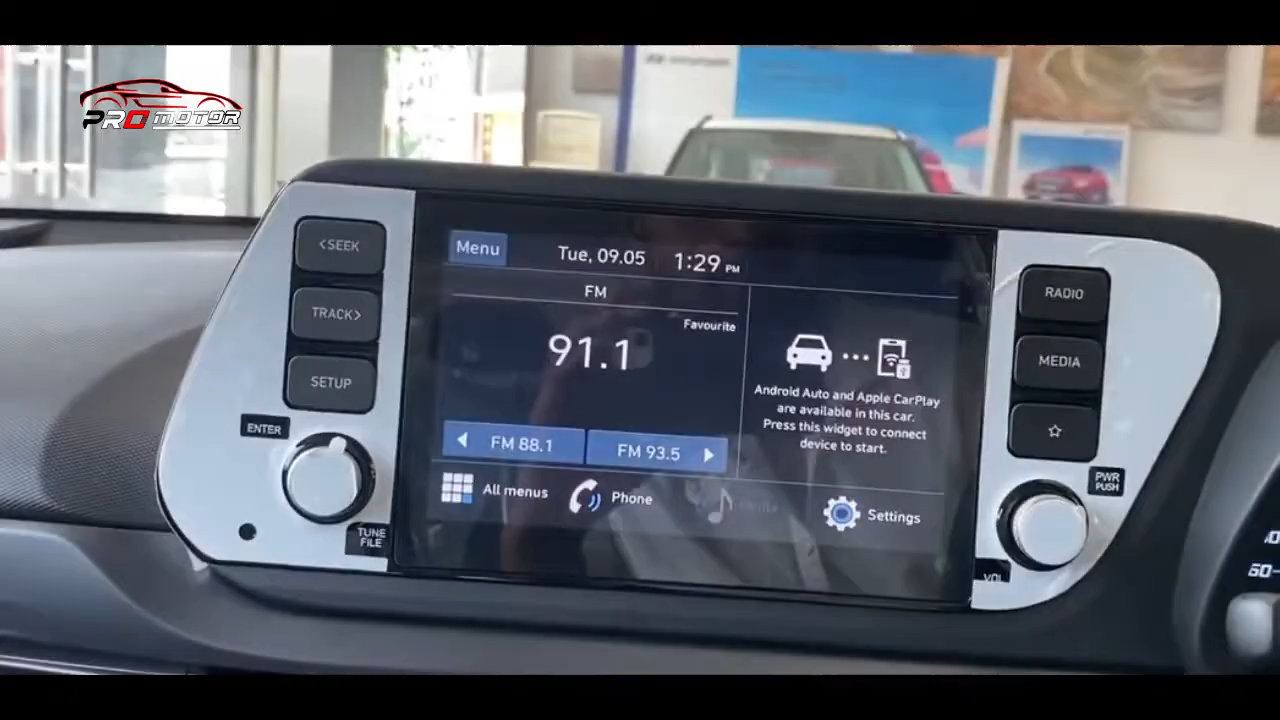 PRO MOTOR
<SEEK
TRACK>
SETUP
ENTER
TUNE
FILE
Menu
Tue, 09.05
1:29 PM
FM
Favourite
91.1
FM 88.1
FM 93.5
Android Auto and Apple CarPlay
are available in this car.
Press this widget to connect
device to start.
All menus
Phone
Settings
RADIO
MEDIA
PWR
PUSH
VOL